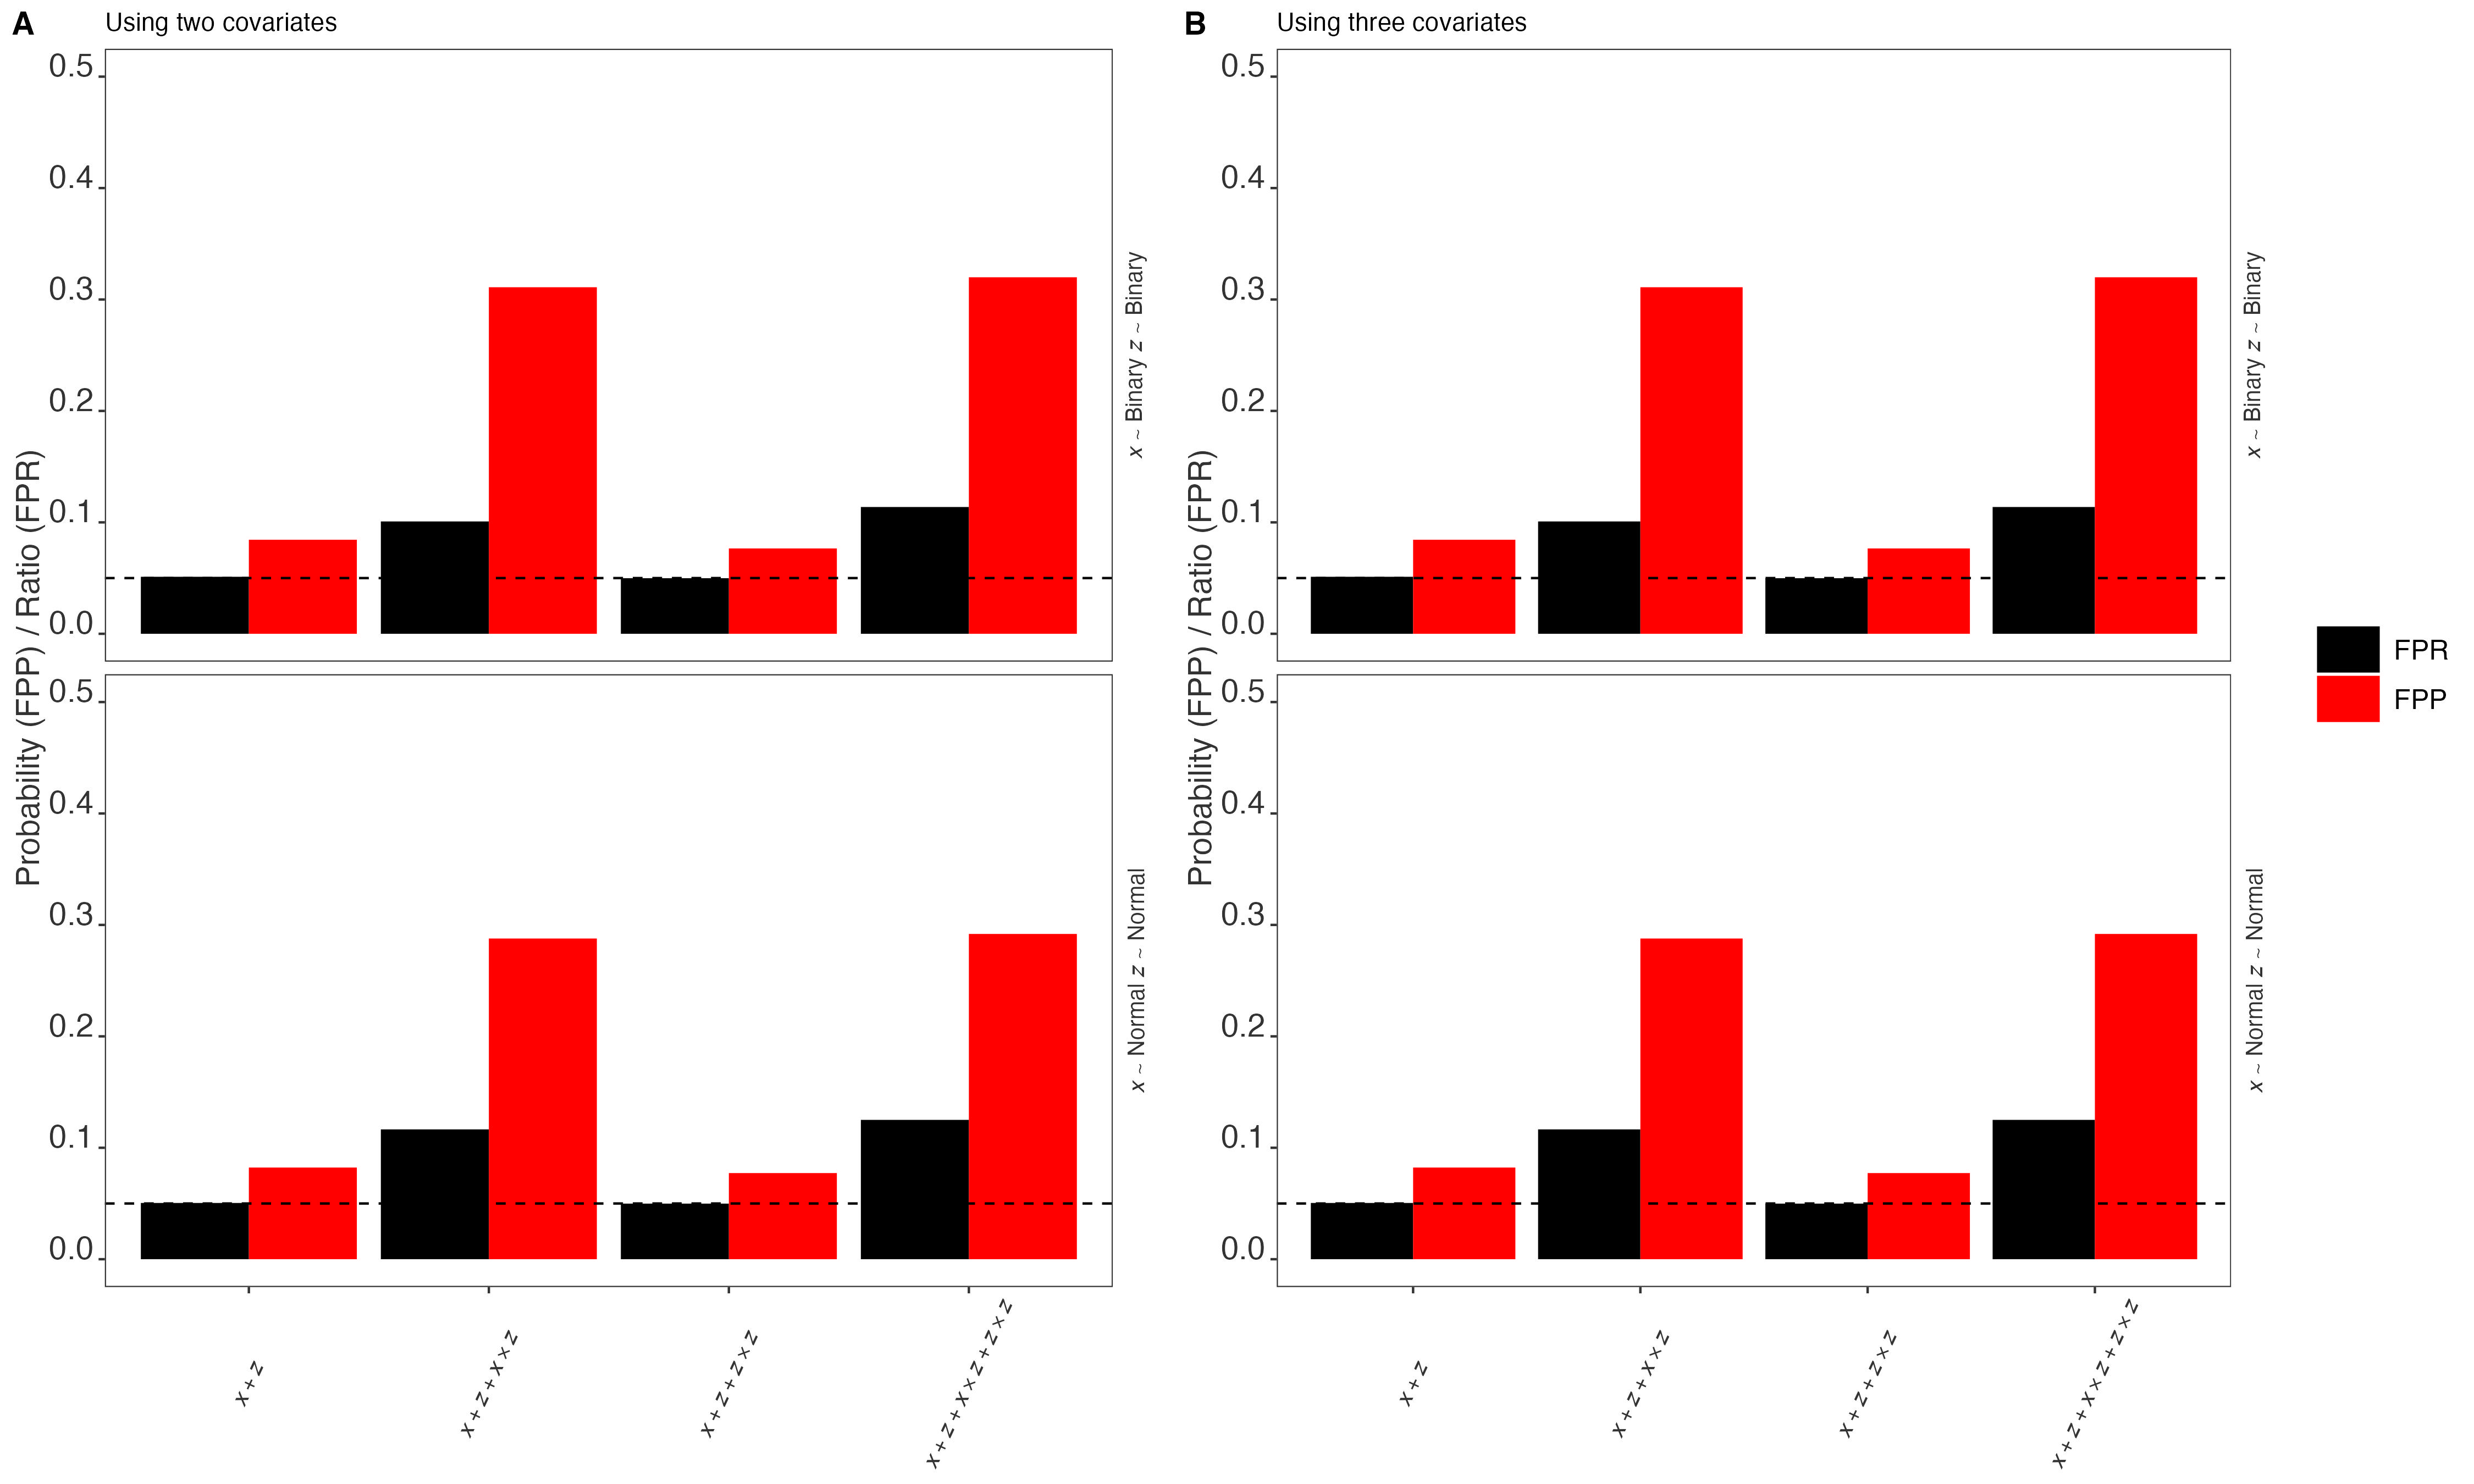 A Using two covariates
Probability (FPP) / Ratio (FPR)
0.5
0.4
0.3
0.2
0.1
0.0
x ~ Binary z ~ Binary
0.5
0.4
0.3
0.2
0.1
0.0
x ~ Normal z ~ Normal
x + z
x + z + x × z
x + z + z × z
x + z + x × z + z × z
B Using three covariates
Probability (FPP) / Ratio (FPR)
0.5
0.4
0.3
0.2
0.1
0.0
x ~ Binary z ~ Binary
0.5
0.4
0.3
0.2
0.1
0.0
x ~ Normal z ~ Normal
x + z
x + z + x × z
x + z + z × z
x + z + x × z + z × z
FPR
FPP